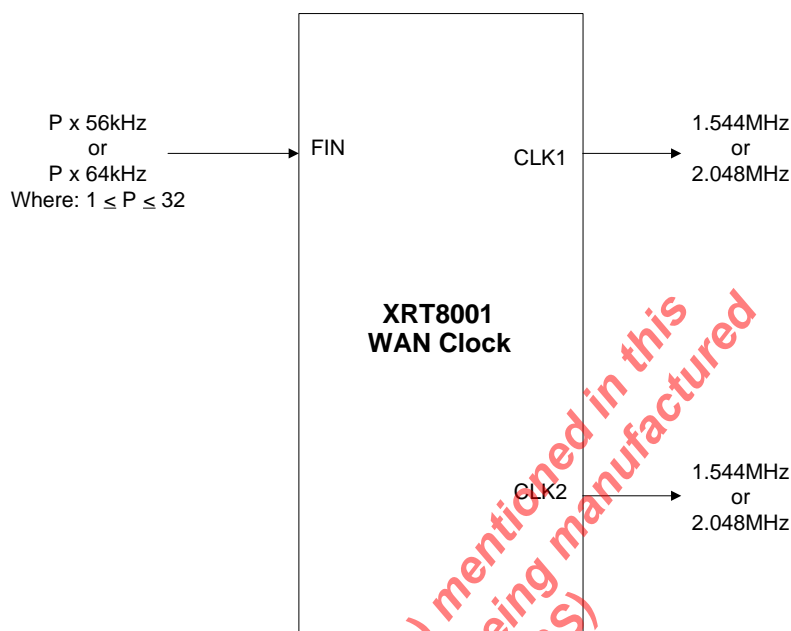 P x 56kHz
or
P x 64kHz
Where: 1 ≤ P ≤ 32
FIN
CLK1
1.544MHz
or
2.048MHz
XRT8001
WAN Clock
CLK2
1.544MHz
or
2.048MHz
) mentioned in this
eing manufactured
S)